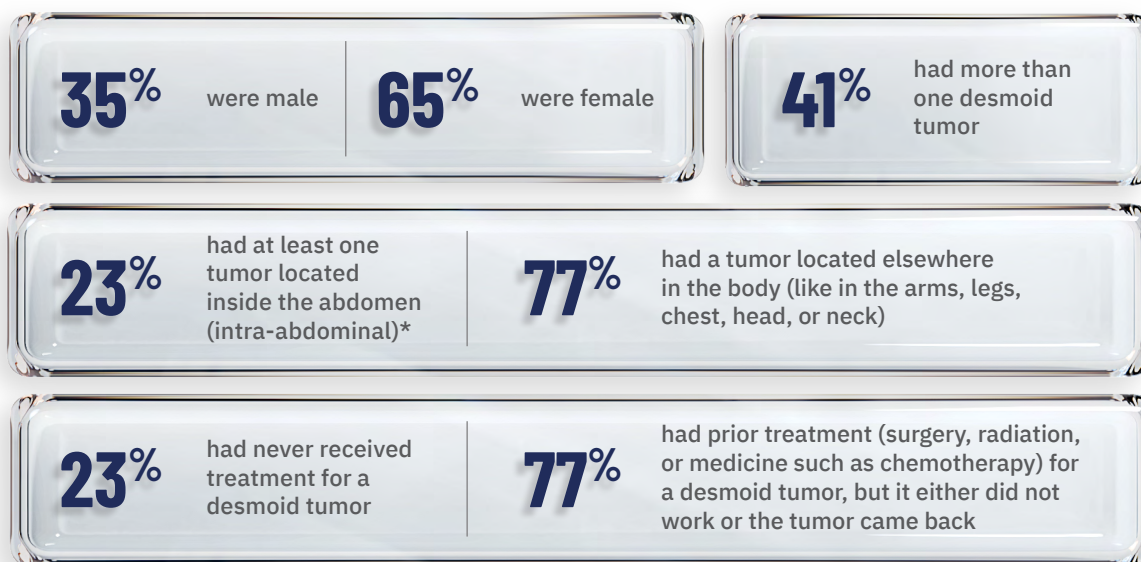 35% were male
65% were female
41% had more than
one desmoid
tumor
23% had at least one
tumor located
inside the abdomen
(intra-abdominal)*
77% had a tumor located elsewhere
in the body (like in the arms, legs,
chest, head, or neck)
23% had never received
treatment for a
desmoid tumor
77% had prior treatment (surgery, radiation,
or medicine such as chemotherapy) for
a desmoid tumor, but it either did not
work or the tumor came back